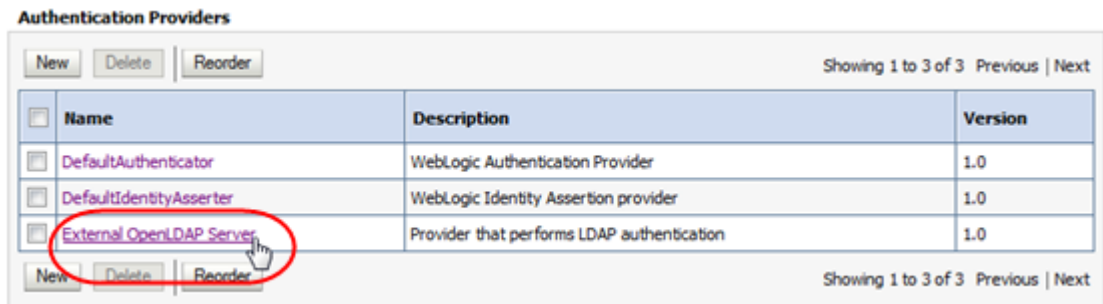 Authentication Providers
New Delete Reorder Showing 1 to 3 of 3 Previous | Next
Name Description Version
DefaultAuthenticator WebLogic Authentication Provider 1.0
DefaultIdentityAsserter WebLogic Identity Assertion provider 1.0
External OpenLDAP Server Provider that performs LDAP authentication 1.0
New Delete Reorder Showing 1 to 3 of 3 Previous | Next